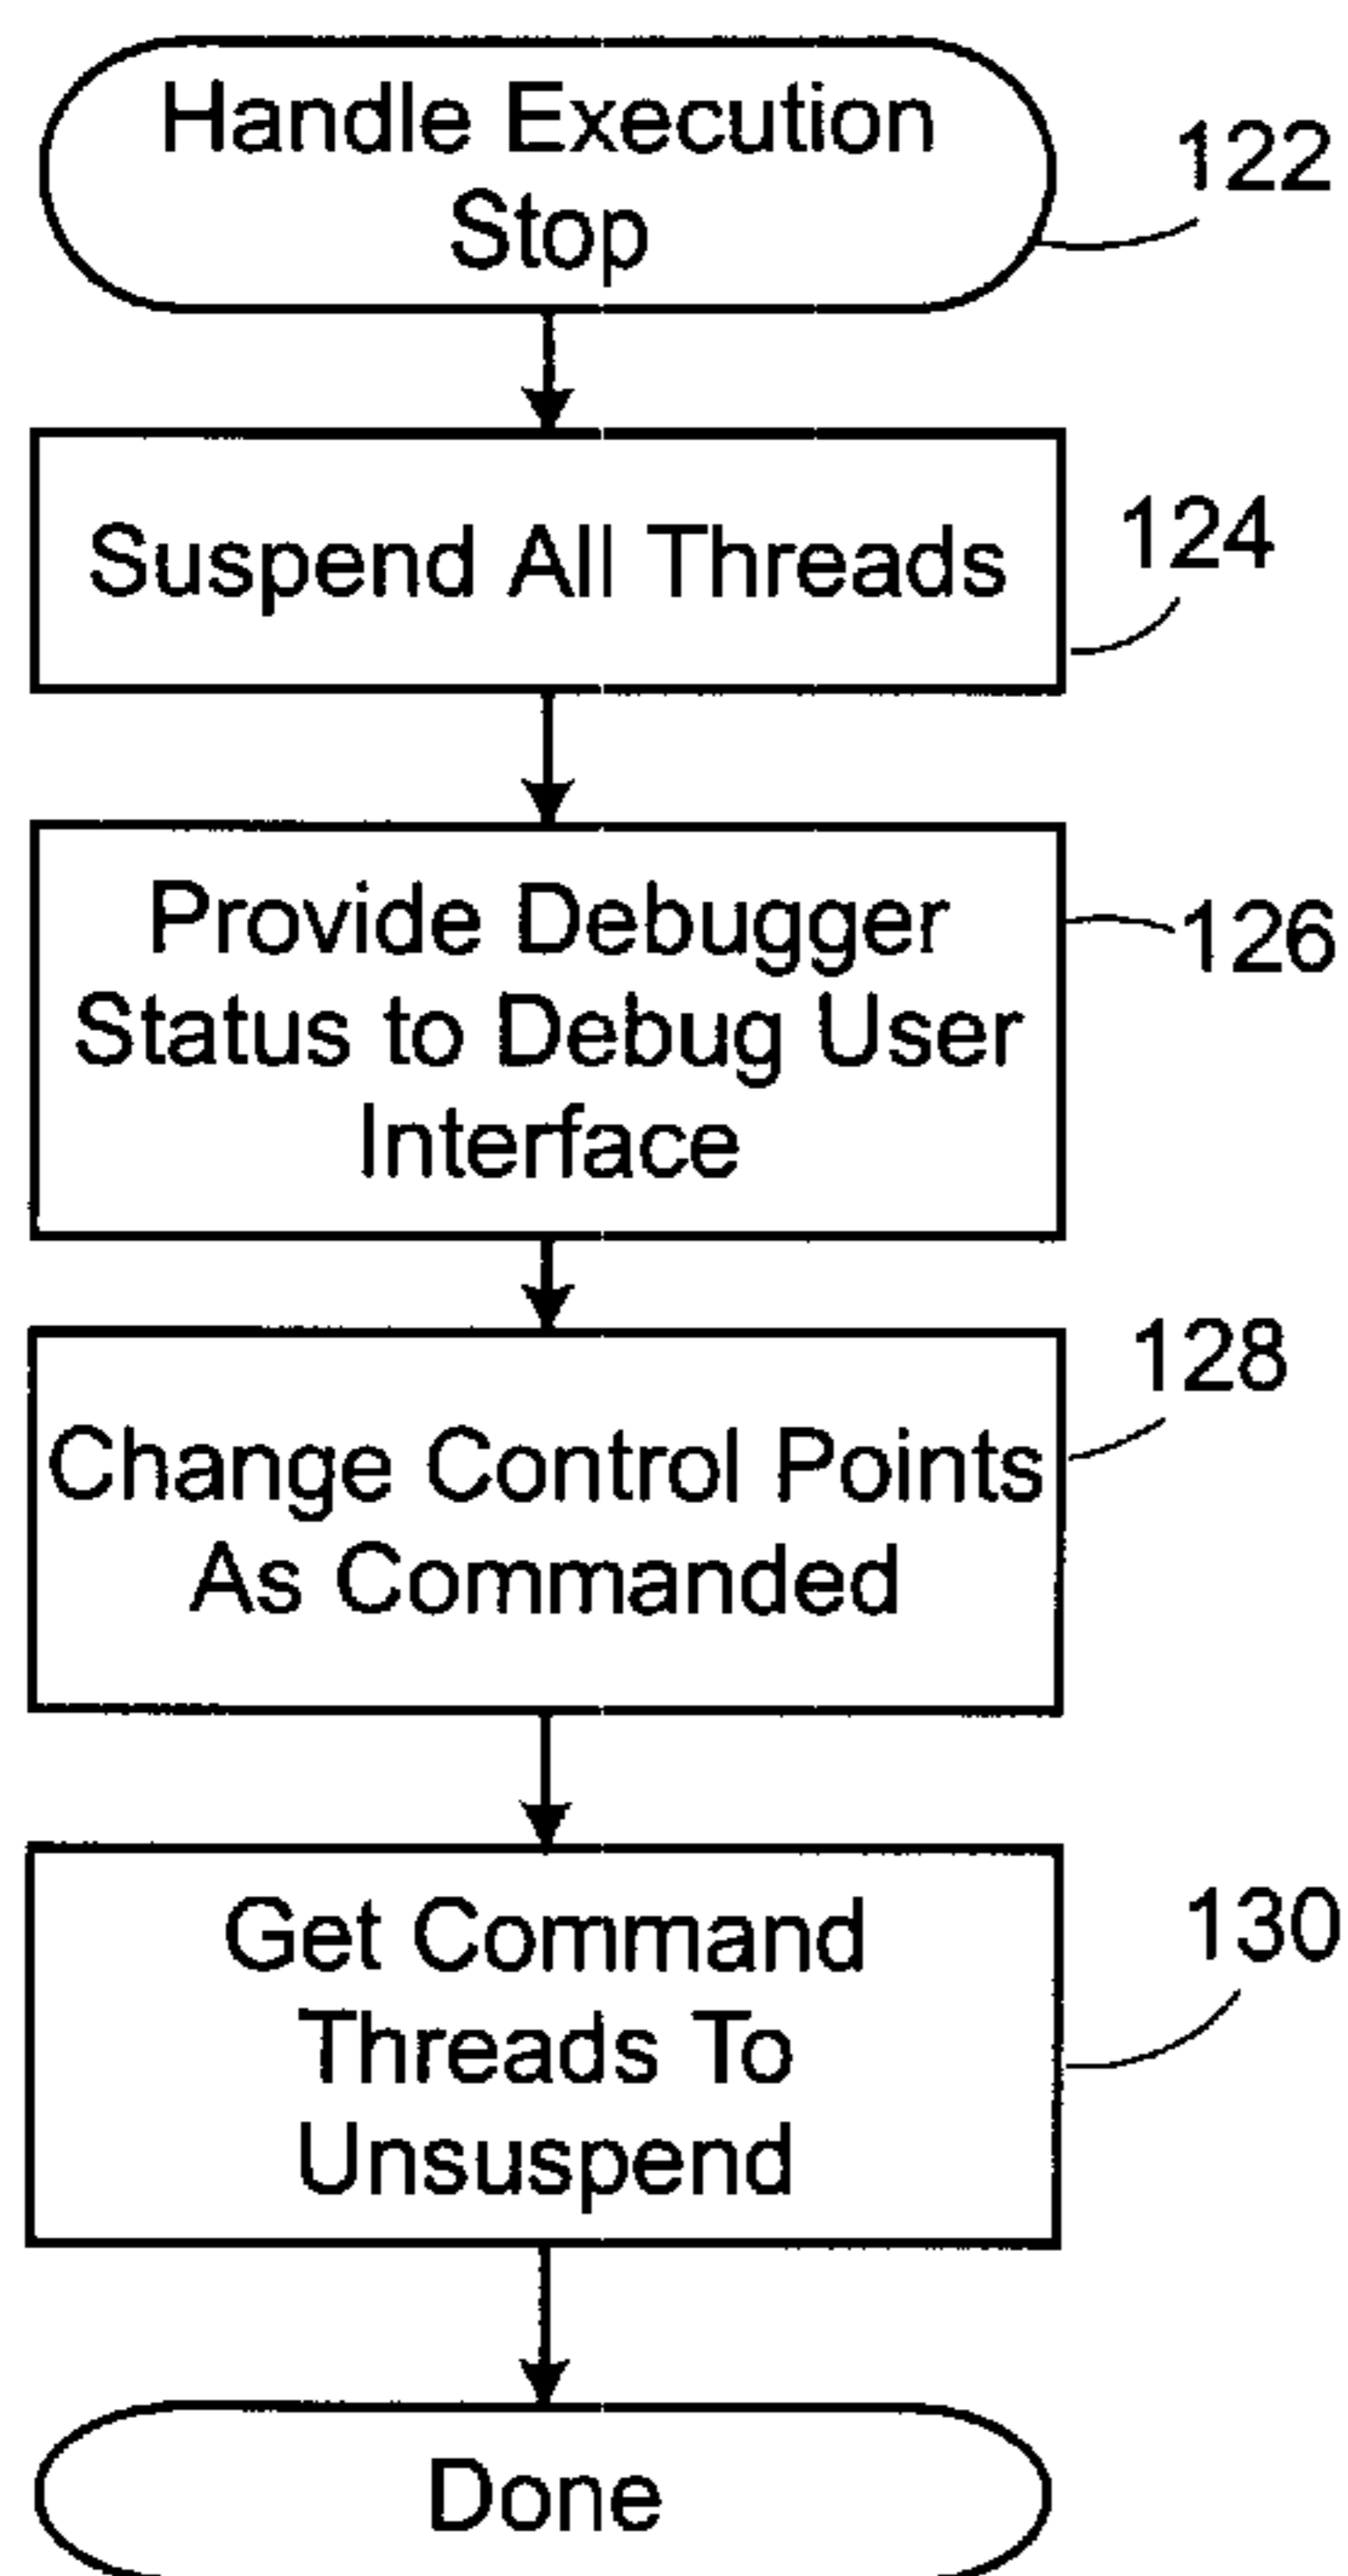 Handle Execution
Stop
122
Suspend All Threads
124
Provide Debugger
Status to Debug User
Interface
126
Change Control Points
As Commanded
128
Get Command
Threads To
Unsuspend
130
Done